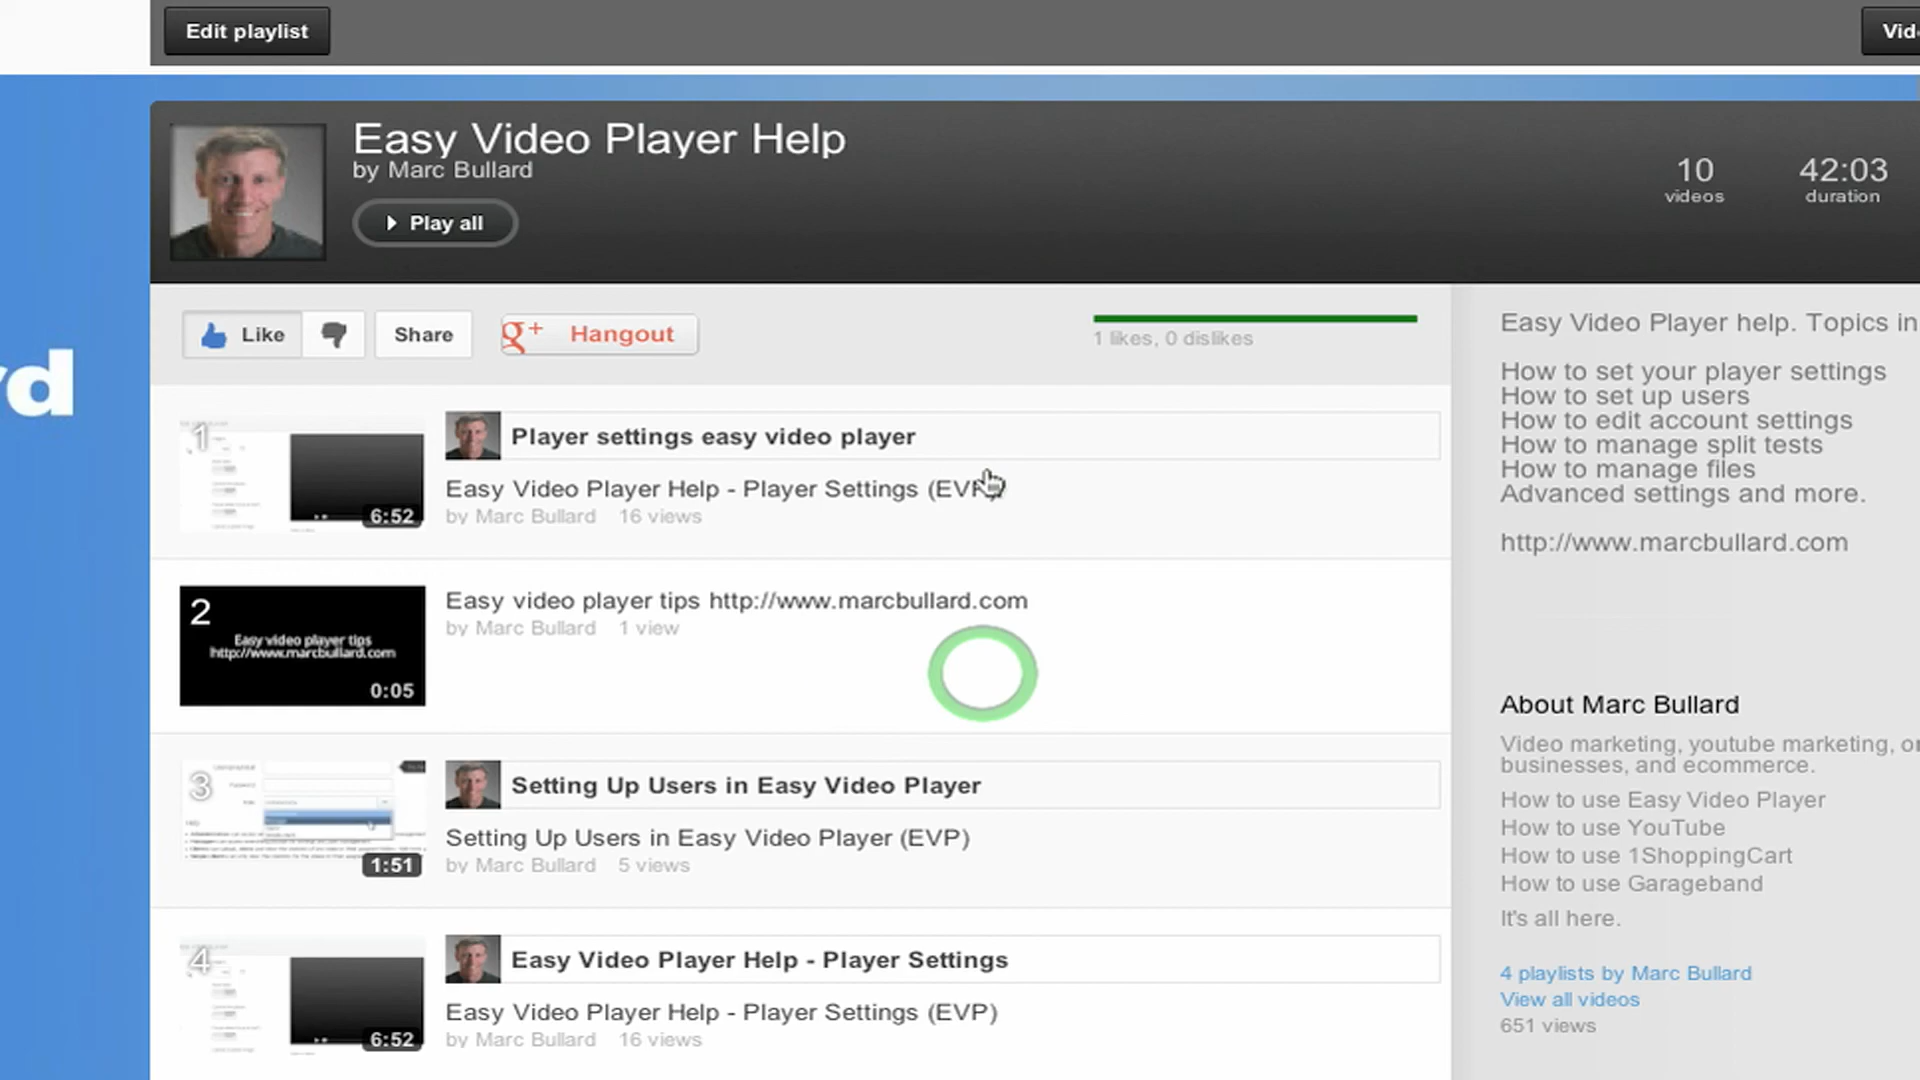 Edit playlist
Easy Video Player Help
by Marc Bullard
Play all
10
videos
42:03
duration
Like
Share
g+ Hangout
1 likes, 0 dislikes
rd
1
6:52
Player settings easy video player
Easy Video Player Help - Player Settings (EVP)
by Marc Bullard 16 views
2
Easy video player tips
http://www.marcbullard.com
0:05
Easy video player tips http://www.marcbullard.com
by Marc Bullard 1 view
3
1:51
Setting Up Users in Easy Video Player
Setting Up Users in Easy Video Player (EVP)
by Marc Bullard 5 views
4
6:52
Easy Video Player Help - Player Settings
Easy Video Player Help - Player Settings (EVP)
by Marc Bullard 16 views
Easy Video Player help. Topics in
How to set your player settings
How to set up users
How to edit account settings
How to manage split tests
How to manage files
Advanced settings and more.
http://www.marcbullard.com
About Marc Bullard
Video marketing, youtube marketing,
businesses, and ecommerce.
How to use Easy Video Player
How to use YouTube
How to use 1ShoppingCart
How to use Garageband
It's all here.
4 playlists by Marc Bullard
View all videos
651 views